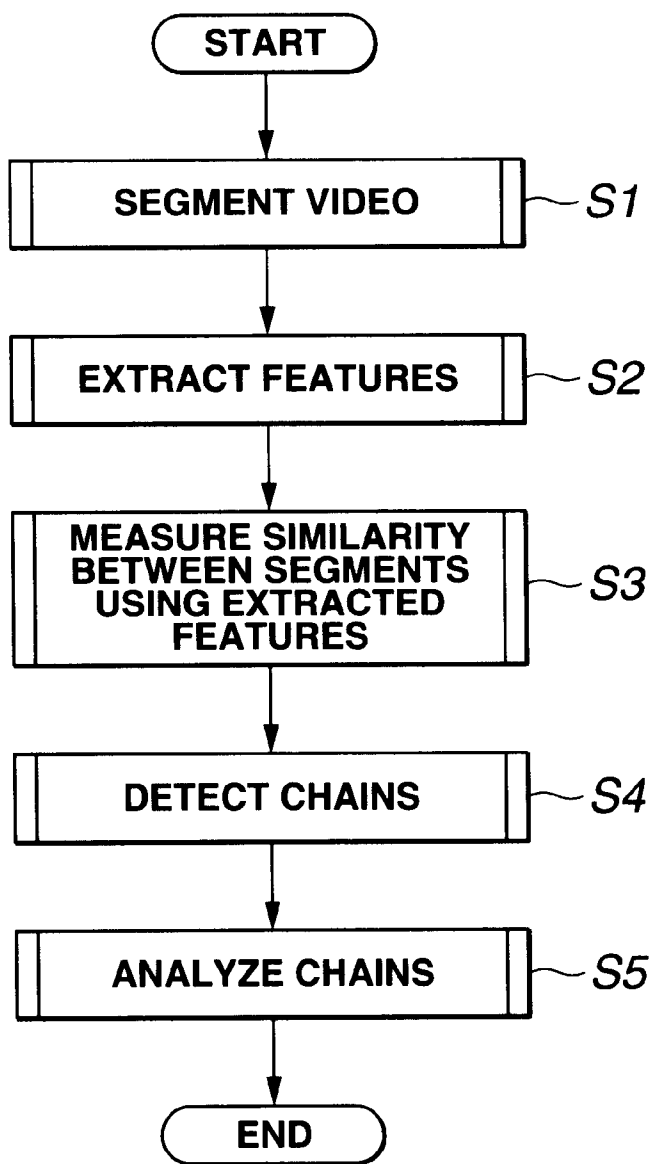 START
SEGMENT VIDEO
S1
EXTRACT FEATURES
S2
MEASURE SIMILARITY
BETWEEN SEGMENTS
USING EXTRACTED
FEATURES
S3
DETECT CHAINS
S4
ANALYZE CHAINS
S5
END